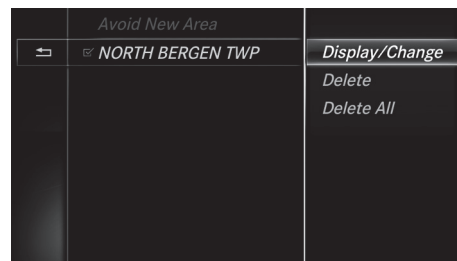 Avoid New Area
NORTH BERGEN TWP
Display/Change
Delete
Delete All